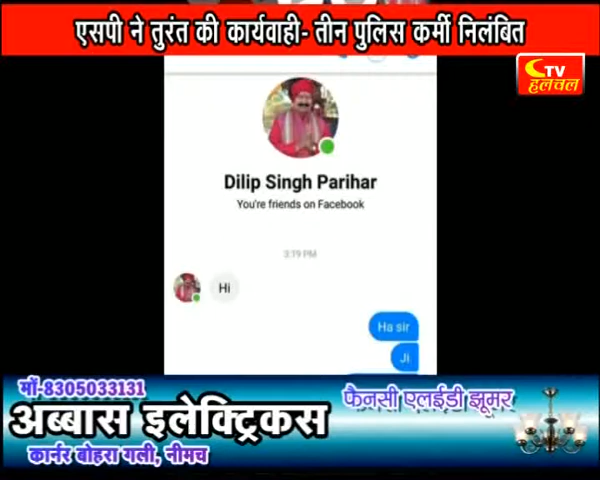 एसपी ने तुरंत की कार्यवाही- तीन पुलिस कर्मी निलंबित
TV
हलचल
Dilip Singh Parihar
You're friends on Facebook
3:19 PM
Hi
Ha sir
Ji
मॉ-8305033131
फैनसी एलईडी झूमर
अब्बास इलेक्ट्रिकस
कार्नर बोहरा गली, नीमच